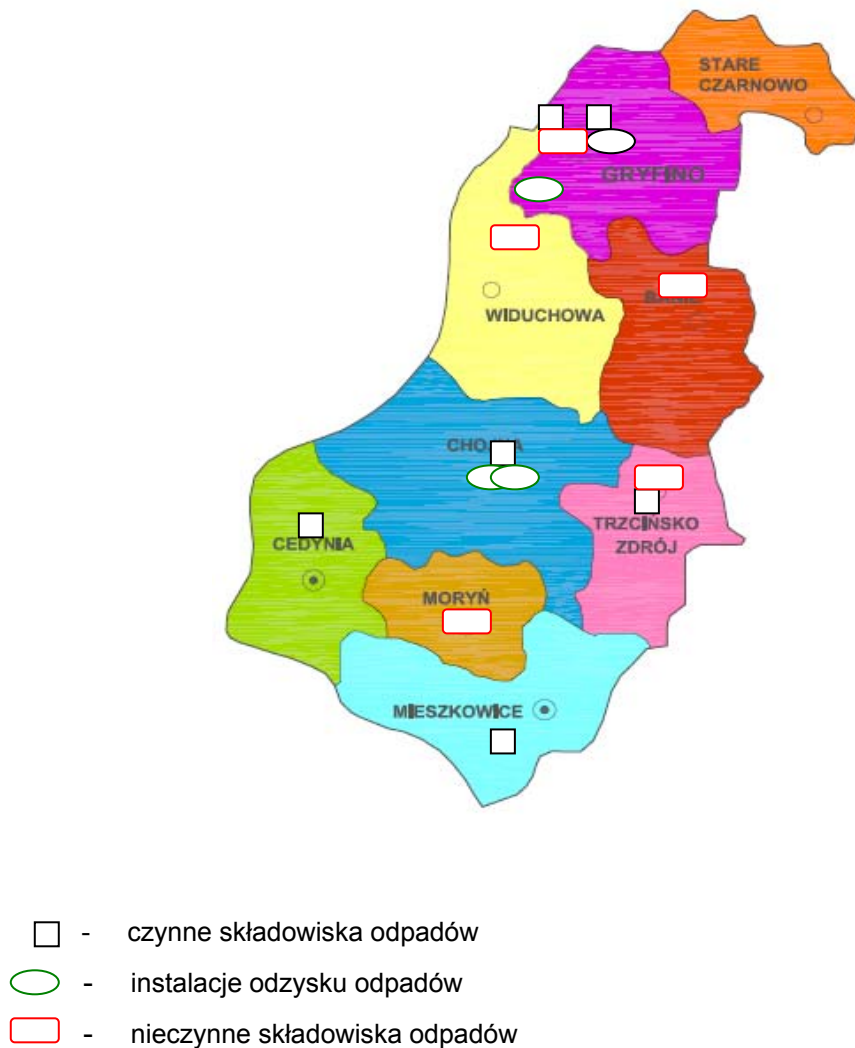 STARE
CZARNOWO
GRYFINO
WIDUCHOWA
TRZCIŃSKO
ZDRÓJ
CEDYNIA
MORYŃ
MIESZKOWICE
- czynne składowiska odpadów
- instalacje odzysku odpadów
- nieczynne składowiska odpadów